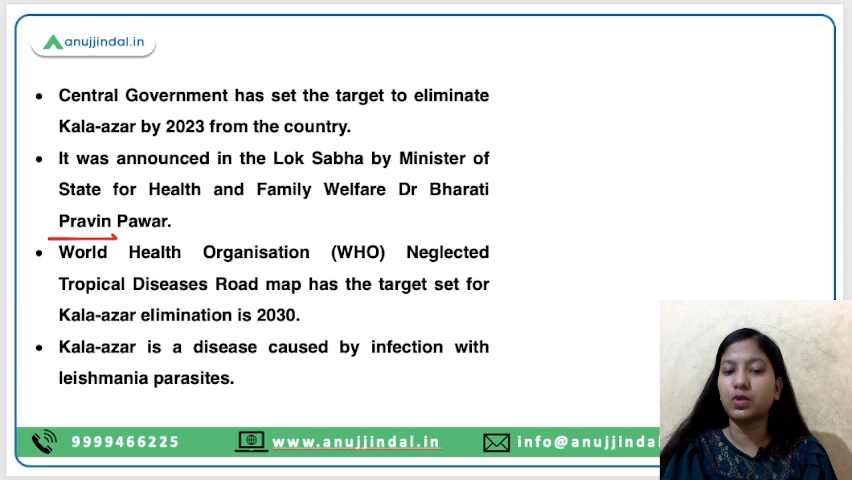 anujjindal.in
• Central Government has set the target to eliminate
Kala-azar by 2023 from the country.
• It was announced in the Lok Sabha by Minister of
State for Health and Family Welfare Dr Bharati
Pravin Pawar.
• World Health Organisation (WHO) Neglected
Tropical Diseases Road map has the target set for
Kala-azar elimination is 2030.
• Kala-azar is a disease caused by infection with
leishmania parasites.
9999466225 www.anujjindal.in info@anujjindal